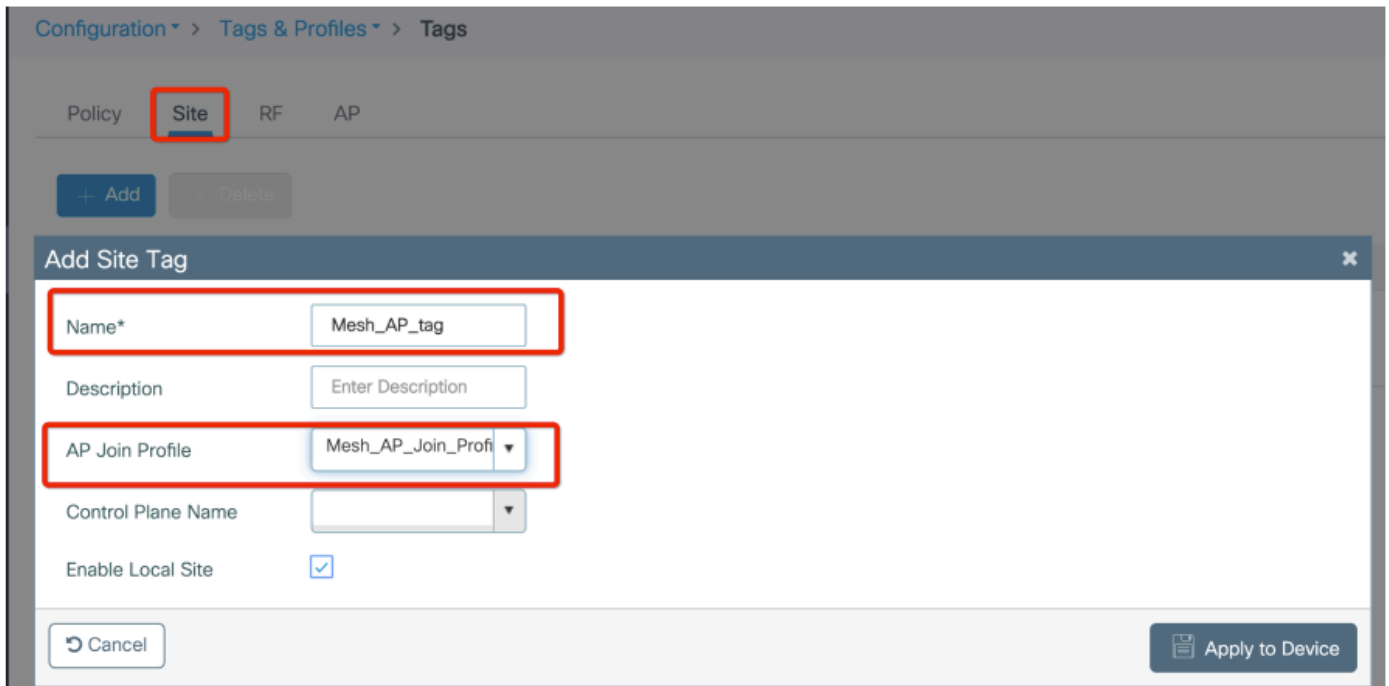 Configuration > Tags & Profiles > Tags
Policy Site RF AP
+ Add × Delete
Add Site Tag ✖
Name* Mesh_AP_tag
Description Enter Description
AP Join Profile Mesh_AP_Join_Profi
Control Plane Name
Enable Local Site
Cancel Apply to Device